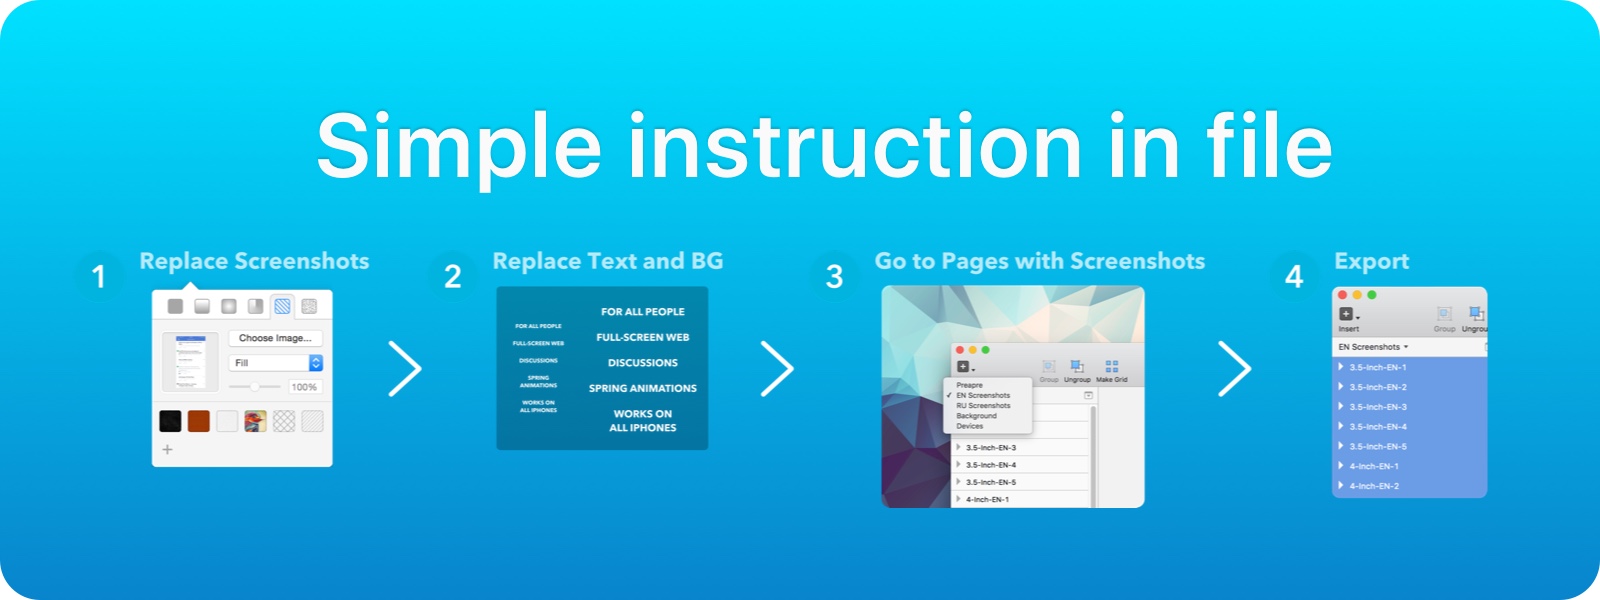 Simple instruction in file
1
Replace Screenshots
Choose Image...
Fill
100%
+
2
Replace Text and BG
FOR ALL PEOPLE
FULL-SCREEN WEB
DISCUSSIONS
SPRING
ANIMATIONS
WORKS ON
ALL IPHONES
FOR ALL PEOPLE
FULL-SCREEN WEB
DISCUSSIONS
SPRING ANIMATIONS
WORKS ON
ALL IPHONES
3
Go to Pages with Screenshots
Group Ungroup Make Grid
Preapre
✓ EN Screenshots
RU Screenshots
Background
Devices
3.5-Inch-EN-3
3.5-Inch-EN-4
3.5-Inch-EN-5
4-Inch-EN-1
4
Export
Insert Group Ungrou
EN Screenshots
3.5-Inch-EN-1
3.5-Inch-EN-2
3.5-Inch-EN-3
3.5-Inch-EN-4
3.5-Inch-EN-5
4-Inch-EN-1
4-Inch-EN-2